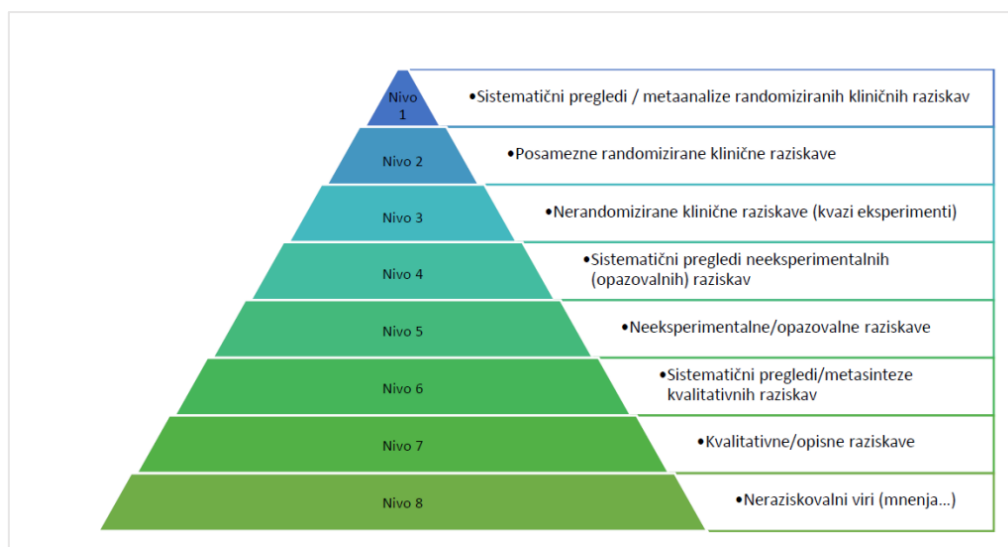 Nivo
1
•Sistematični pregledi / metaanalize randomiziranih kliničnih raziskav
Nivo 2
•Posamezne randomizirane klinične raziskave
Nivo 3
•Nerandomizirane klinične raziskave (kvazi eksperimenti)
Nivo 4
•Sistematični pregledi neeksperimentalnih
(opazovalnih) raziskav
Nivo 5
•Neeksperimentalne/opazovalne raziskave
Nivo 6
•Sistematični pregledi/metasinteze
kvalitativnih raziskav
Nivo 7
•Kvalitativne/opisne raziskave
Nivo 8
•Neraziskovalni viri (mnenja...)